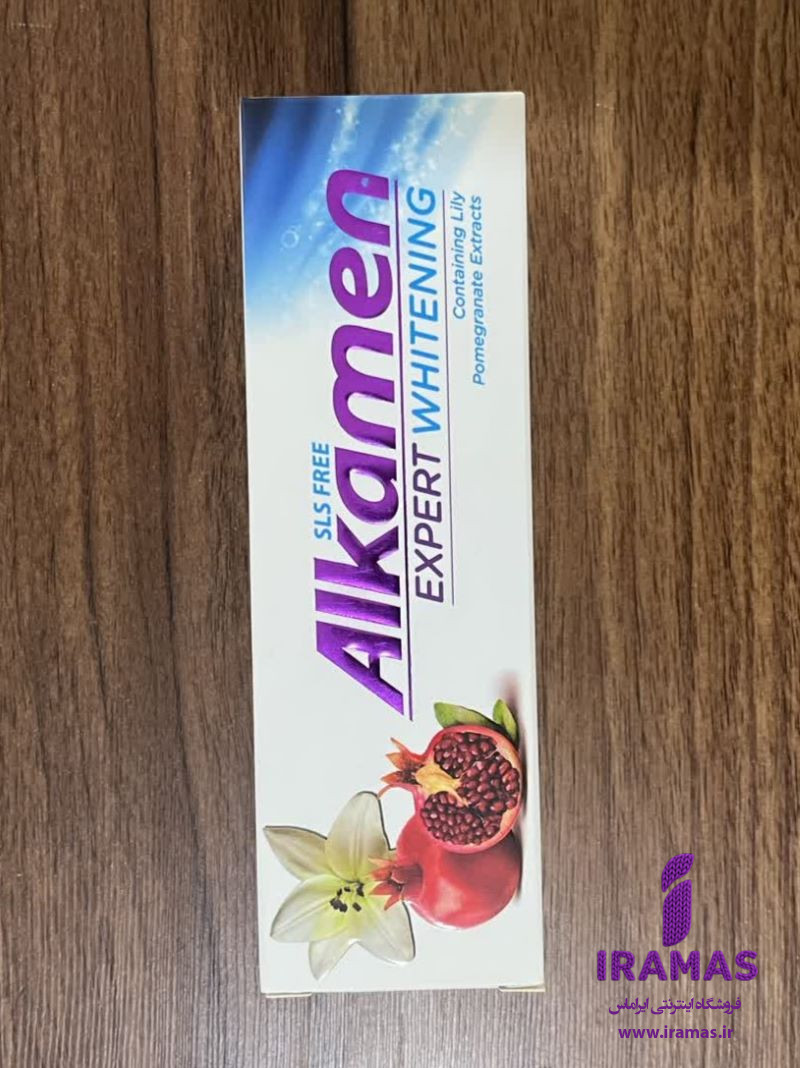 SLS FREE
Alkamen
EXPERT WHITENING
Containing Lily
Pomegranate Extracts
IRAMAS
فروشگاه اینترنتی ایراماس
www.iramas.ir